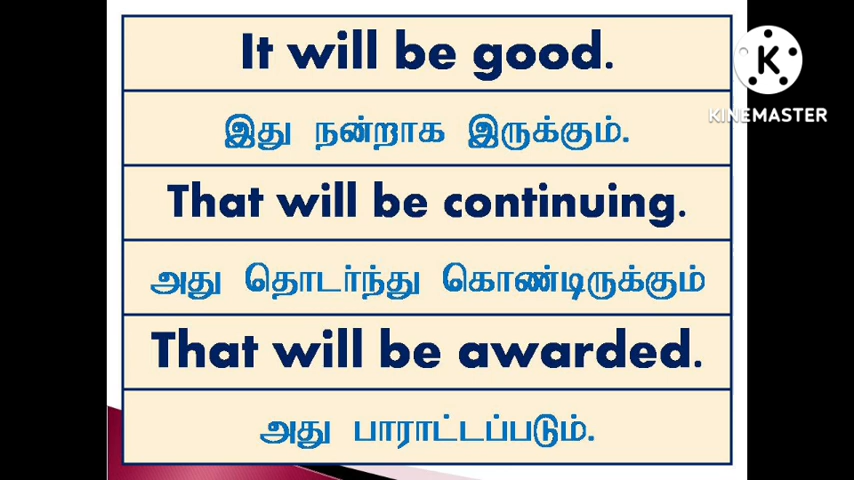 It will be good.
இது நன்றாக இருக்கும்.
That will be continuing.
அது தொடர்ந்து கொண்டிருக்கும்
That will be awarded.
அது பாராட்டப்படும்.
K
KINEMASTER